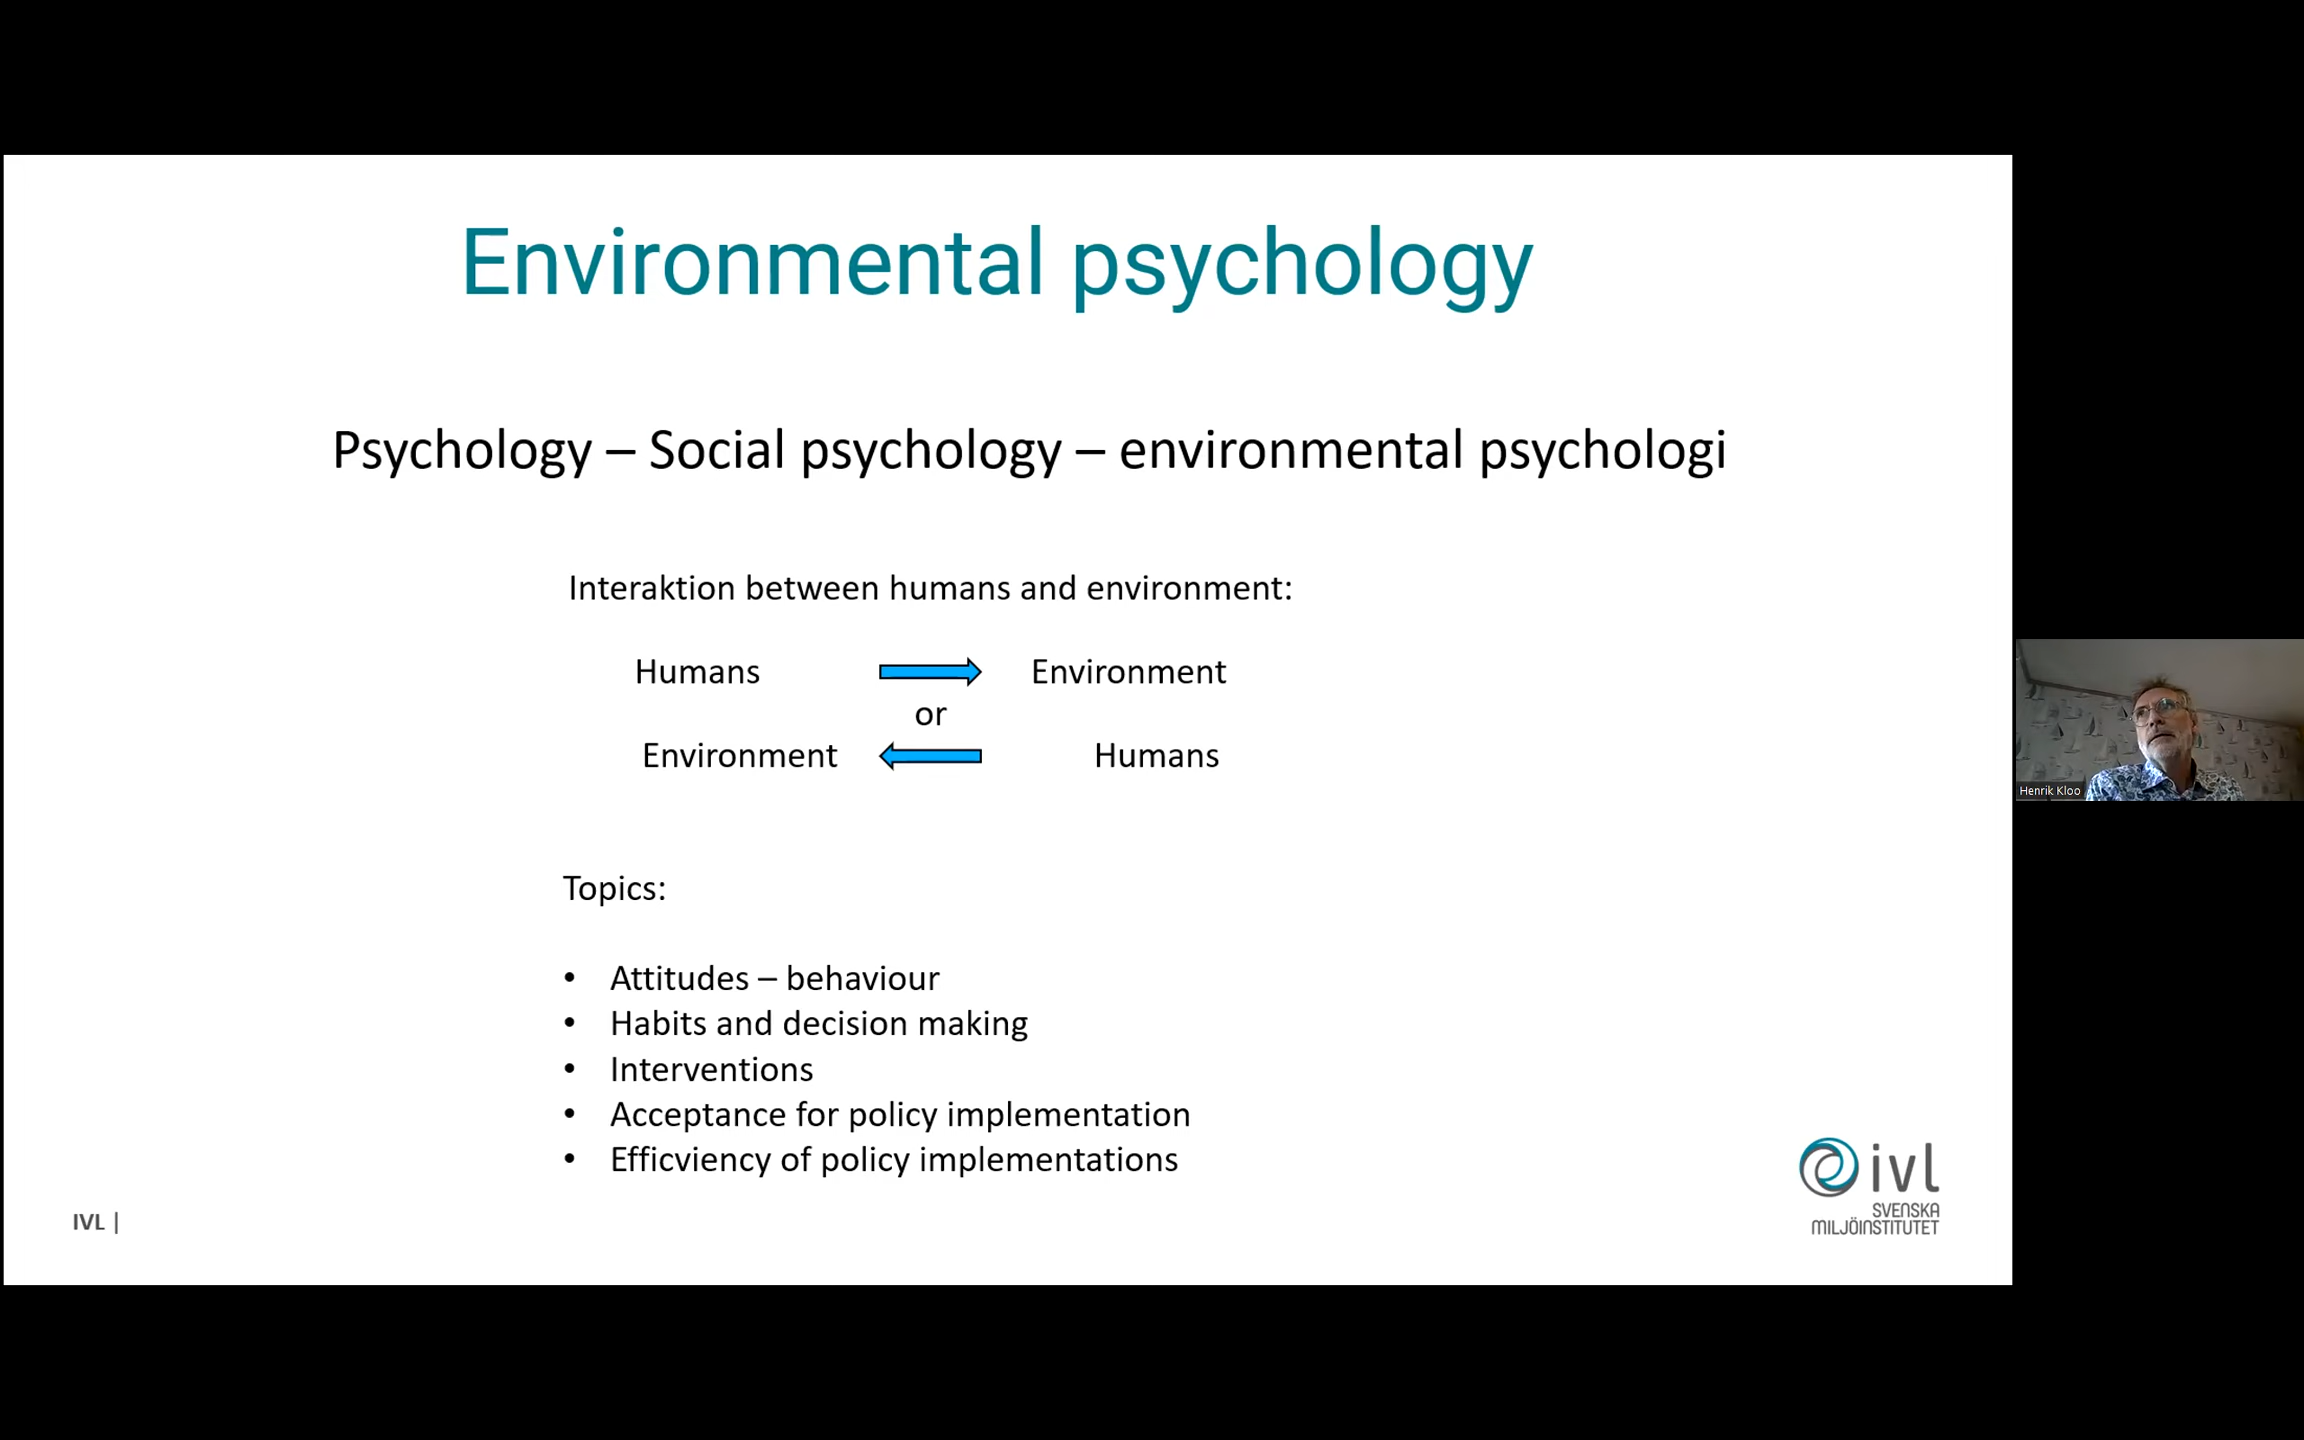 Environmental psychology
Psychology – Social psychology – environmental psychologi
Interaktion between humans and environment:
Humans Environment
or
Environment Humans
Topics:
• Attitudes – behaviour
• Habits and decision making
• Interventions
• Acceptance for policy implementation
• Efficviency of policy implementations
IVL |
ivl
SVENSKA
MILJÖINSTITUTET
Henrik Kloo